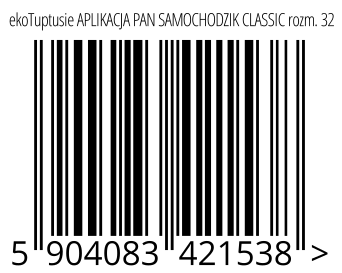 ekoTuptusie APLIKACJA PAN SAMOCHODZIK CLASSIC rozm. 32
5 904083 421538 >